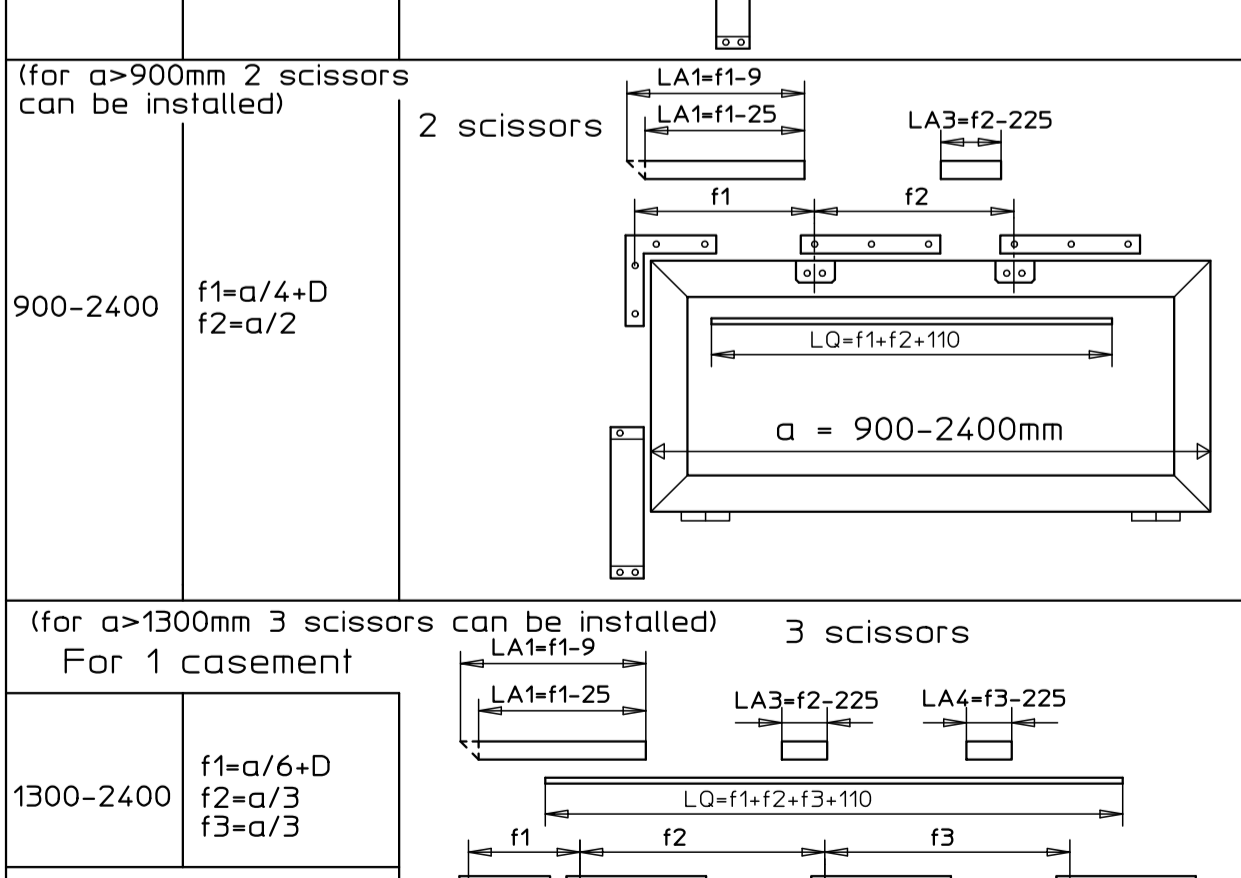 (for a>900mm 2 scissors
can be installed)
2 scissors
LA1=f1-9
LA1=f1-25
LA3=f2-225
f1
f2
900-2400
f1=a/4+D
f2=a/2
LQ=f1+f2+110
a = 900-2400mm
(for a>1300mm 3 scissors can be installed)
For 1 casement
3 scissors
LA1=f1-9
LA1=f1-25
LA3=f2-225
LA4=f3-225
1300-2400
f1=a/6+D
f2=a/3
f3=a/3
LQ=f1+f2+f3+110
f1
f2
f3